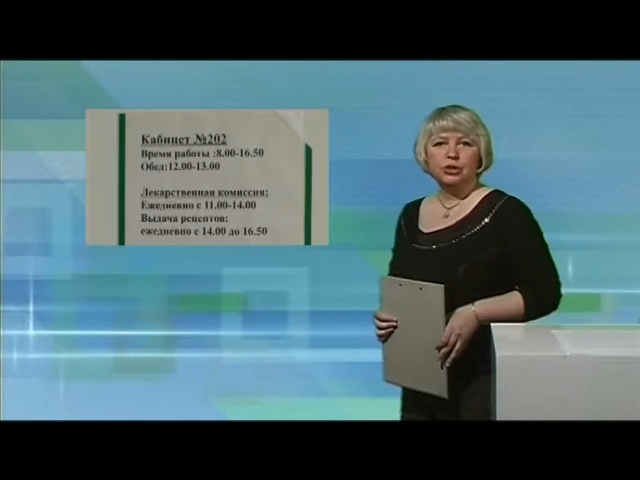 Кабинет №202
Время работы :8.00-16.50
Обед:12.00-13.00
Лекарственная комиссия:
Ежедневно с 11.00-14.00
Выдача рецептов:
ежедневно с 14.00 до 16.50